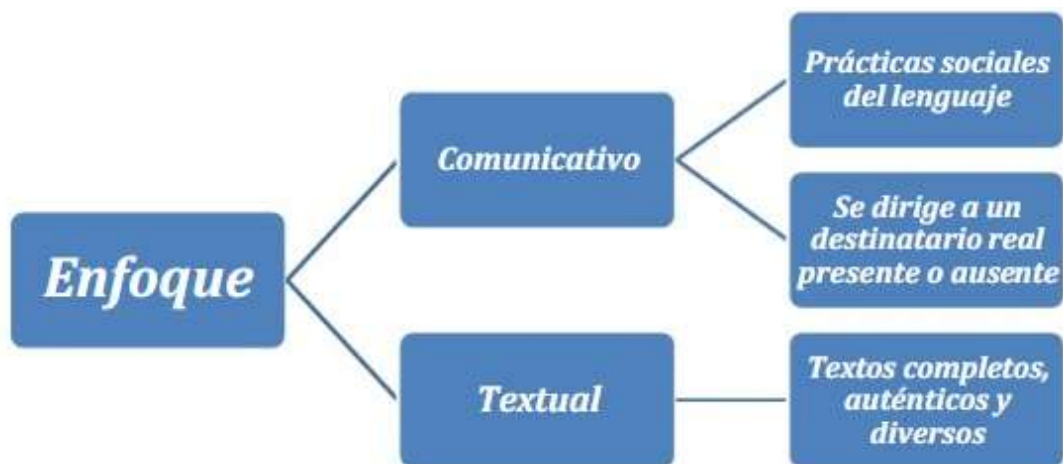 Enfoque
Comunicativo
Prácticas sociales
del lenguaje
Se dirige a un
destinatario real
presente o ausente
Textual
Textos completos,
auténticos y
diversos